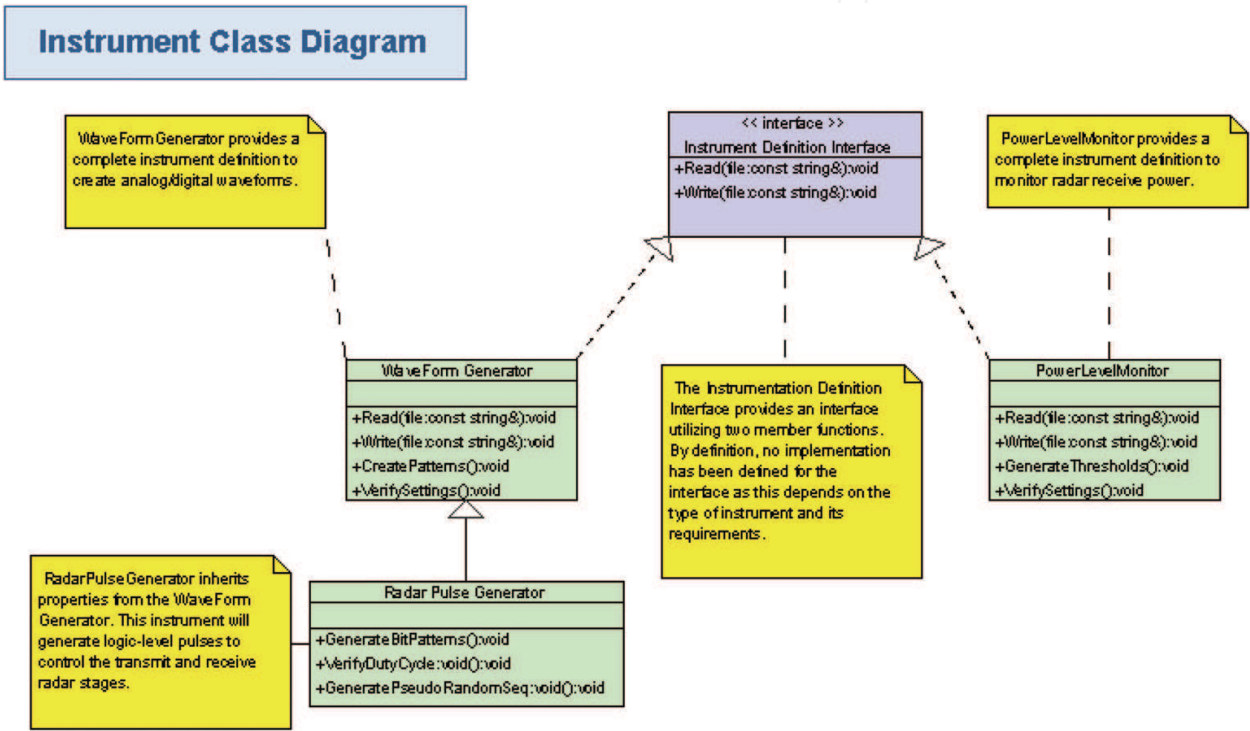 Instrument Class Diagram
WaveForm Generator provides a
complete instrument definition to
create analog/digital waveforms.
<< interface >>
Instrument Definition Interface
+Read(file:const string&):void
+Write(file:const string&):void
PowerLevelMonitor provides a
complete instrument definition to
monitor radar receive power.
WaveForm Generator
+Read(file:const string&):void
+Write(file:const string&):void
+CreatePatterns():void
+VerifySettings():void
The Instrumentation Definition
Interface provides an interface
utilizing two member functions.
By definition, no implementation
has been defined for the
interface as this depends on the
type of instrument and its
requirements.
PowerLevelMonitor
+Read(file:const string&):void
+Write(file:const string&):void
+GenerateThresholds():void
+VerifySettings():void
RadarPulseGenerator inherits
properties from the WaveForm
Generator. This instrument will
generate logic-level pulses to
control the transmit and receive
radar stages.
Radar Pulse Generator
+GenerateBitPatterns():void
+VerifyDutyCycle:void():void
+GeneratePseudoRandomSeq:void():void